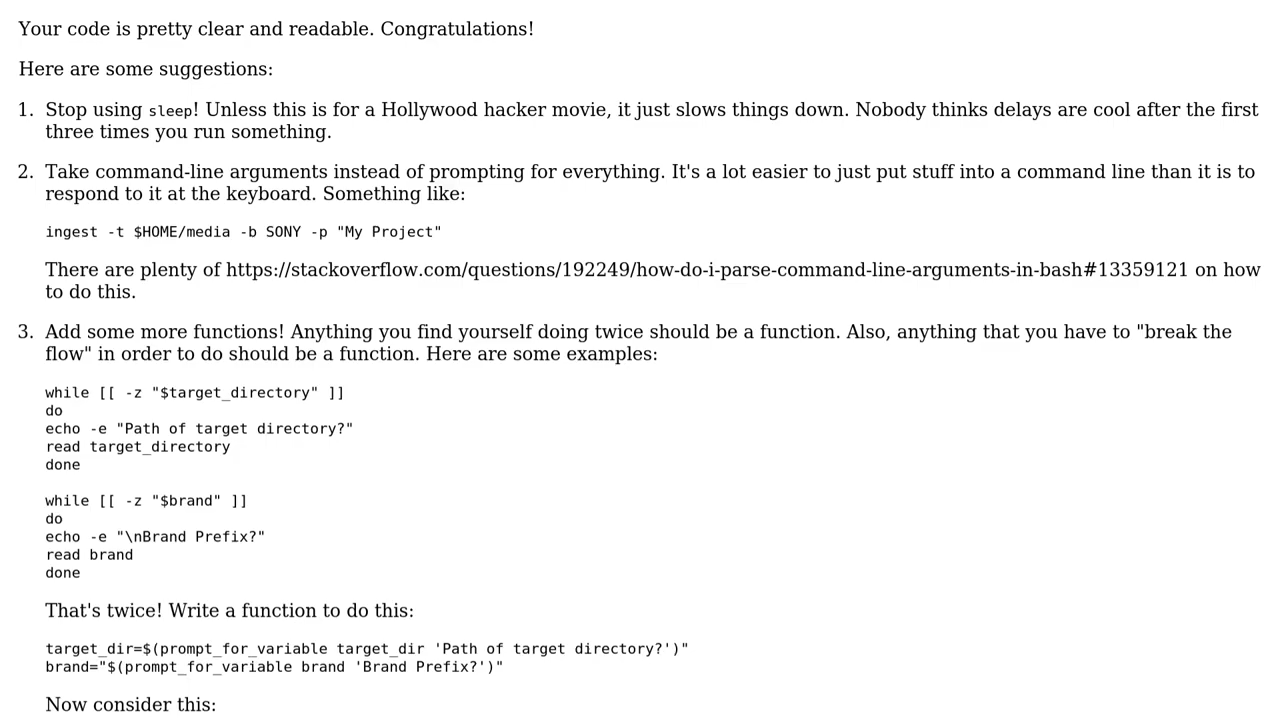 Your code is pretty clear and readable. Congratulations!
Here are some suggestions:
1. Stop using sleep! Unless this is for a Hollywood hacker movie, it just slows things down. Nobody thinks delays are cool after the first
three times you run something.
2. Take command-line arguments instead of prompting for everything. It's a lot easier to just put stuff into a command line than it is to
respond to it at the keyboard. Something like:
ingest -t $HOME/media -b SONY -p "My Project"
There are plenty of https://stackoverflow.com/questions/192249/how-do-i-parse-command-line-arguments-in-bash#13359121 on how
to do this.
3. Add some more functions! Anything you find yourself doing twice should be a function. Also, anything that you have to "break the
flow" in order to do should be a function. Here are some examples:
while [[ -z "$target_directory" ]]
do
echo -e "Path of target directory?"
read target_directory
done
while [[ -z "$brand" ]]
do
echo -e "\nBrand Prefix?"
read brand
done
That's twice! Write a function to do this:
target_dir=$(prompt_for_variable target_dir 'Path of target directory?')"
brand="$(prompt_for_variable brand 'Brand Prefix?')"
Now consider this: